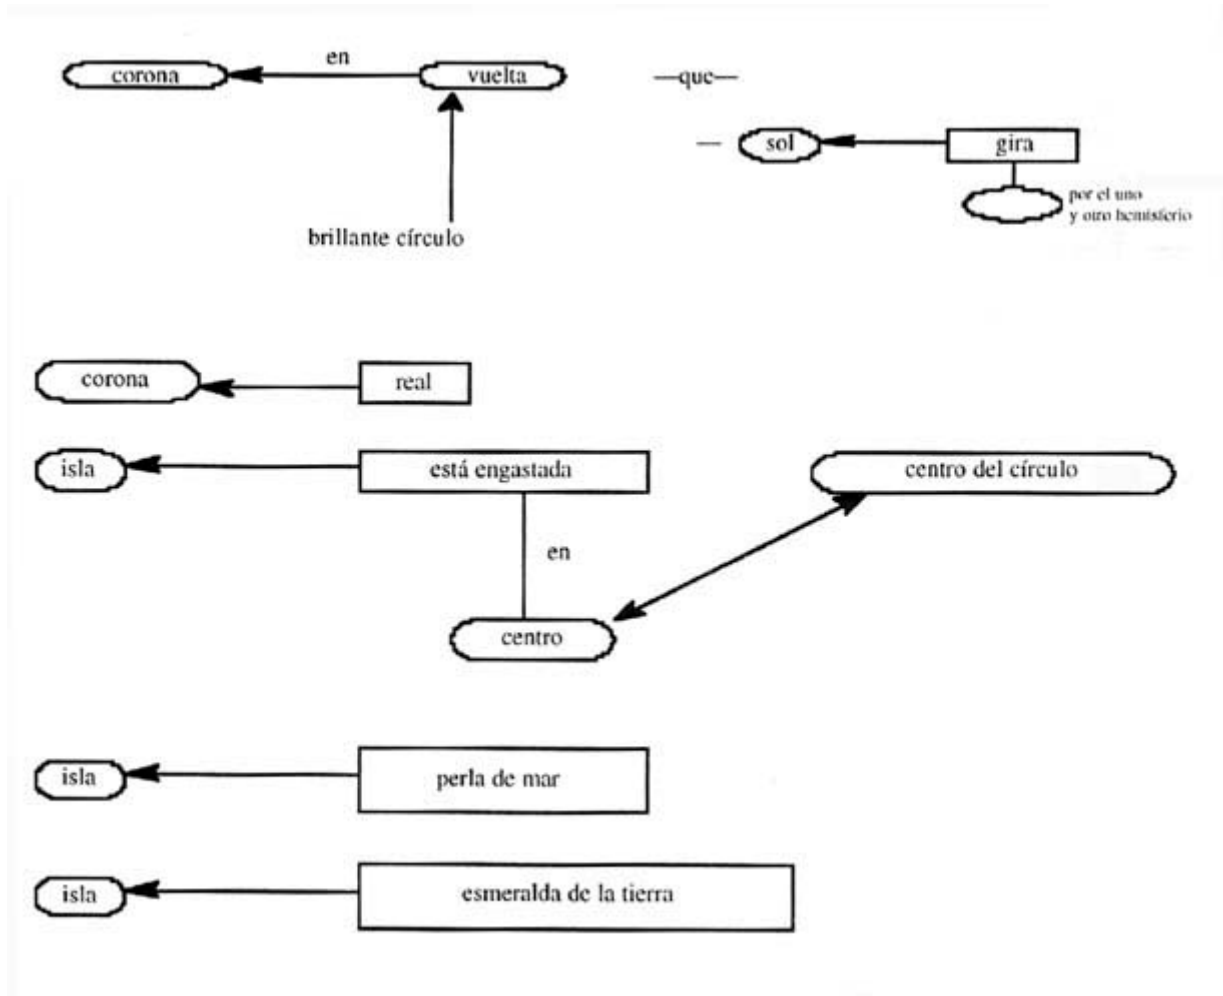 en
corona vuelta —que—
— sol gira
por el uno
y otro hemisferio
brillante círculo
corona real
isla está engastada centro del círculo
en
centro
isla perla de mar
isla esmeralda de la tierra